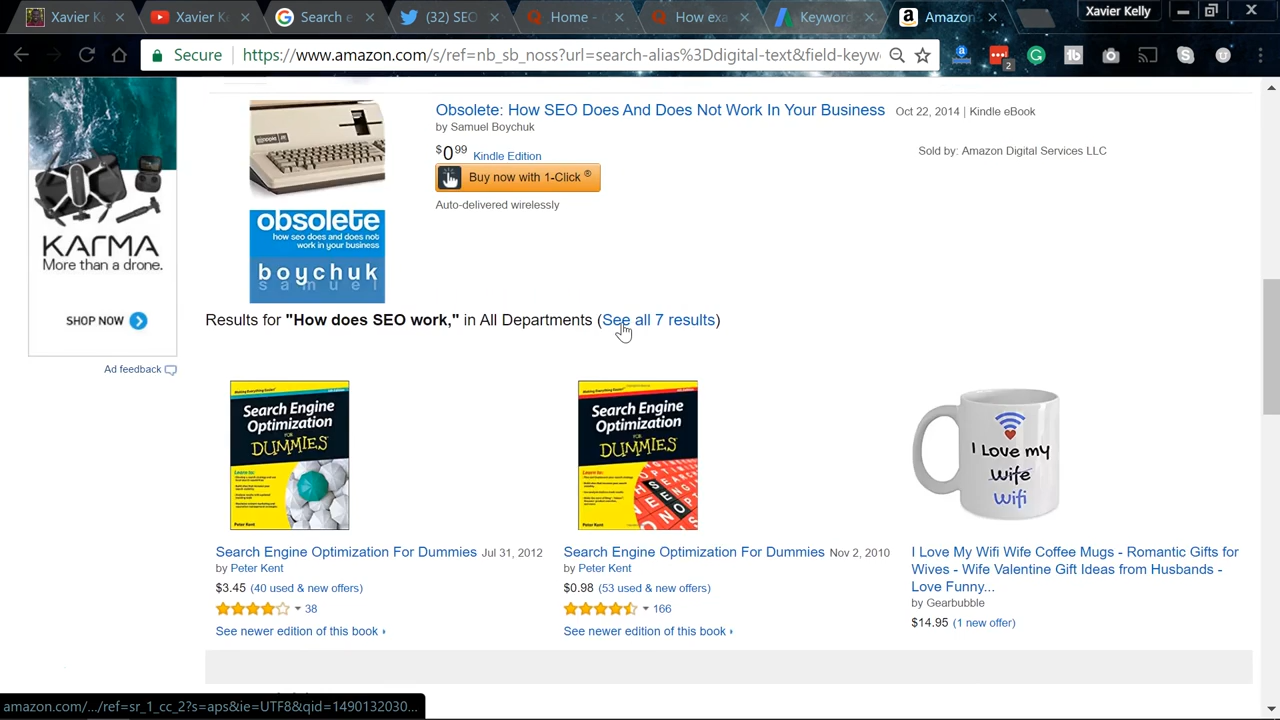 Xavier K
Xavier K
Search e
(32) SEO
Home - 
How exa
Keyword
Amazon
Xavier Kelly
Secure
https://www.amazon.com/s/ref=nb_sb_noss?url=search-alias%3Ddigital-text&field-keyw
2
Obsolete: How SEO Does And Does Not Work In Your Business Oct 22, 2014 | Kindle eBook
by Samuel Boychuk
$0.99 Kindle Edition
Sold by: Amazon Digital Services LLC
Buy now with 1-Click ®
Auto-delivered wirelessly
obsolete
how seo does and does not
work in your business
boychuk
samuel
KARMA
More than a drone.
SHOP NOW
Ad feedback
Results for "How does SEO work," in All Departments (See all 7 results)
Search Engine
Optimization
FOR
DUMMIES
Peter Kent
Search Engine
Optimization
FOR
DUMMIES
SEO
Peter Kent
I Love my
wife
wifi
Search Engine Optimization For Dummies Jul 31, 2012
by Peter Kent
$3.45 (40 used & new offers)
38
See newer edition of this book
Search Engine Optimization For Dummies Nov 2, 2010
by Peter Kent
$0.98 (53 used & new offers)
166
See newer edition of this book
I Love My Wifi Wife Coffee Mugs - Romantic Gifts for
Wives - Wife Valentine Gift Ideas from Husbands -
Love Funny...
by Gearbubble
$14.95 (1 new offer)
amazon.com/.../ref=sr_1_cc_2?s=aps&ie=UTF8&qid=1490132030...